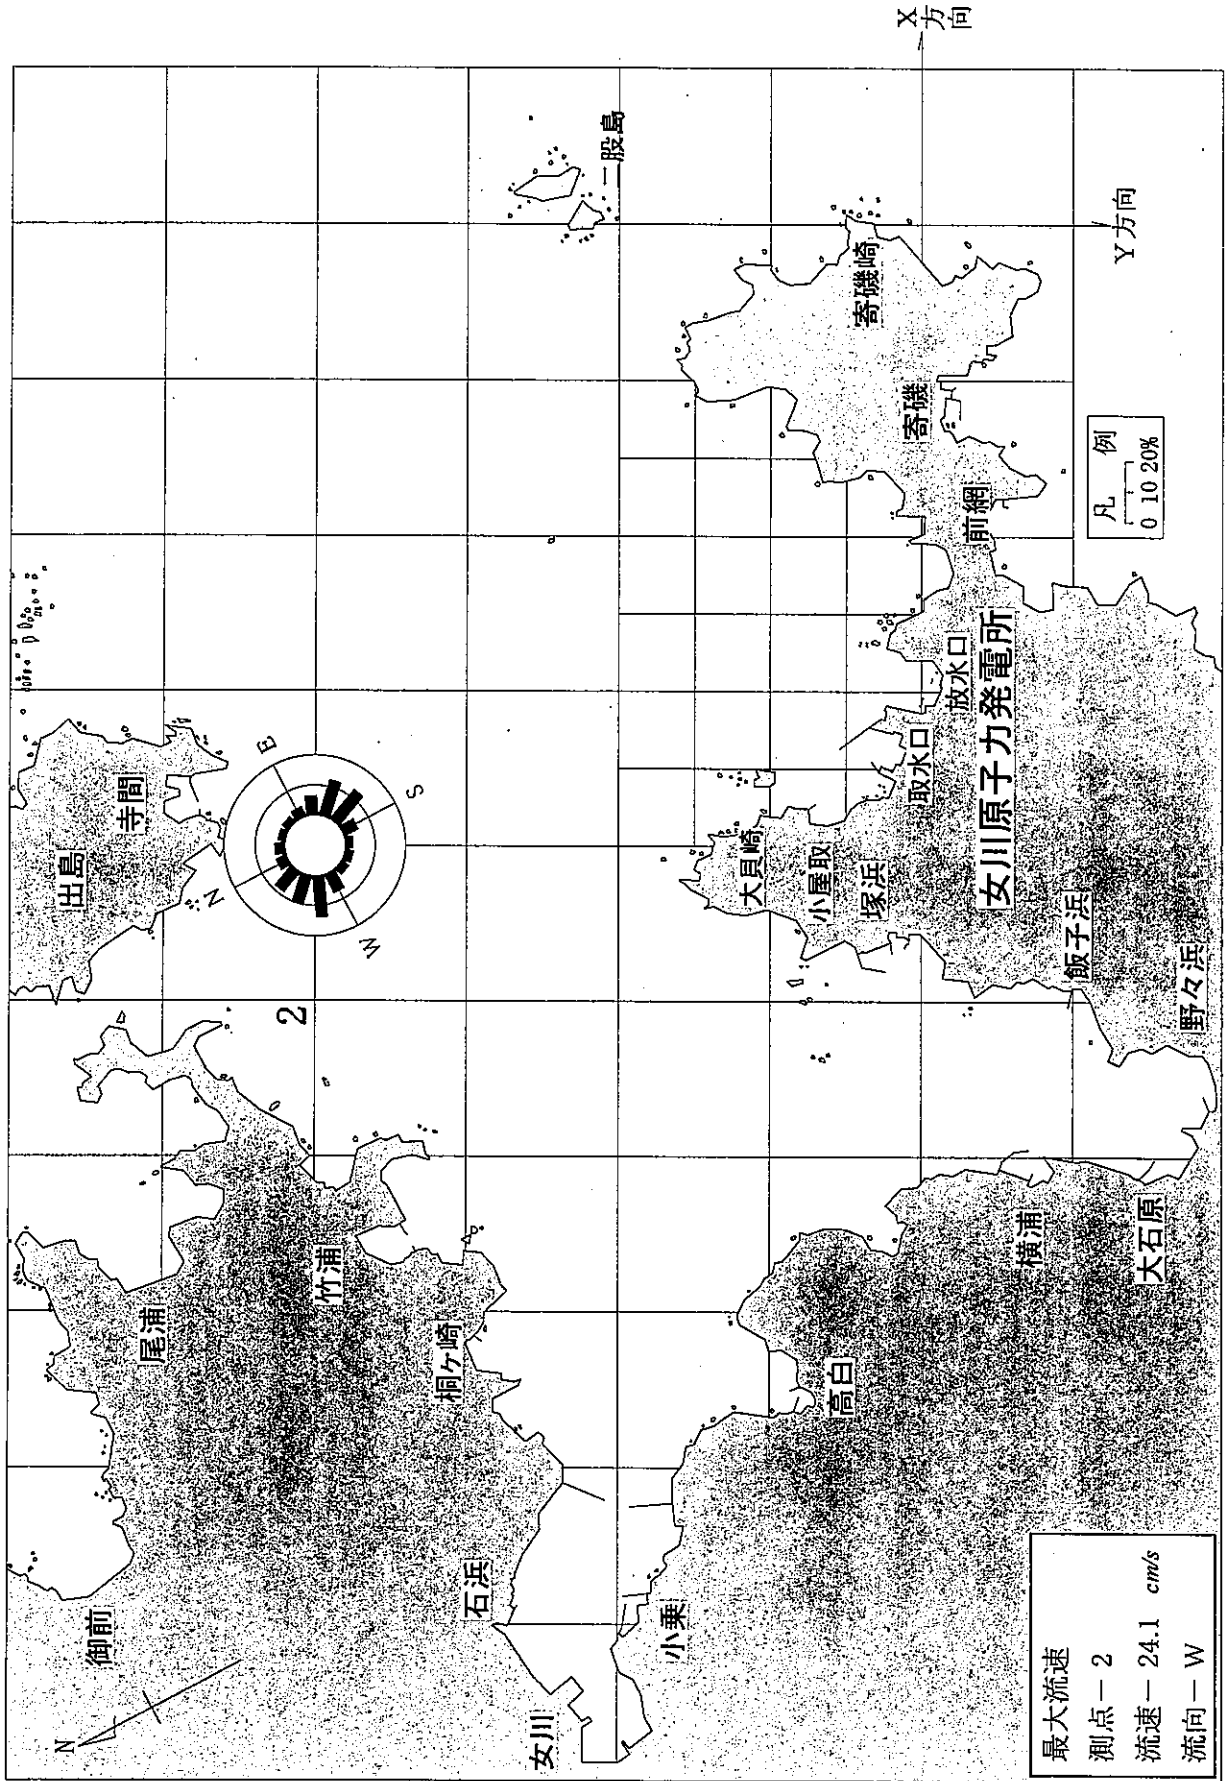 御前
尾浦
竹浦
桐ヶ崎
石浜
女川
小乗
高白
横浦
大石原
野々浜
飯子浜
塚浜
小屋取
大貝崎
取水口
放水口
女川原子力発電所
前網
寄磯
寄磯崎
二股島
出島
寺間
2
N
E
S
W
N
X
方向
Y方向
凡 例
0 10 20%
最大流速
測点－2
流速－24.1 cm/s
流向－W